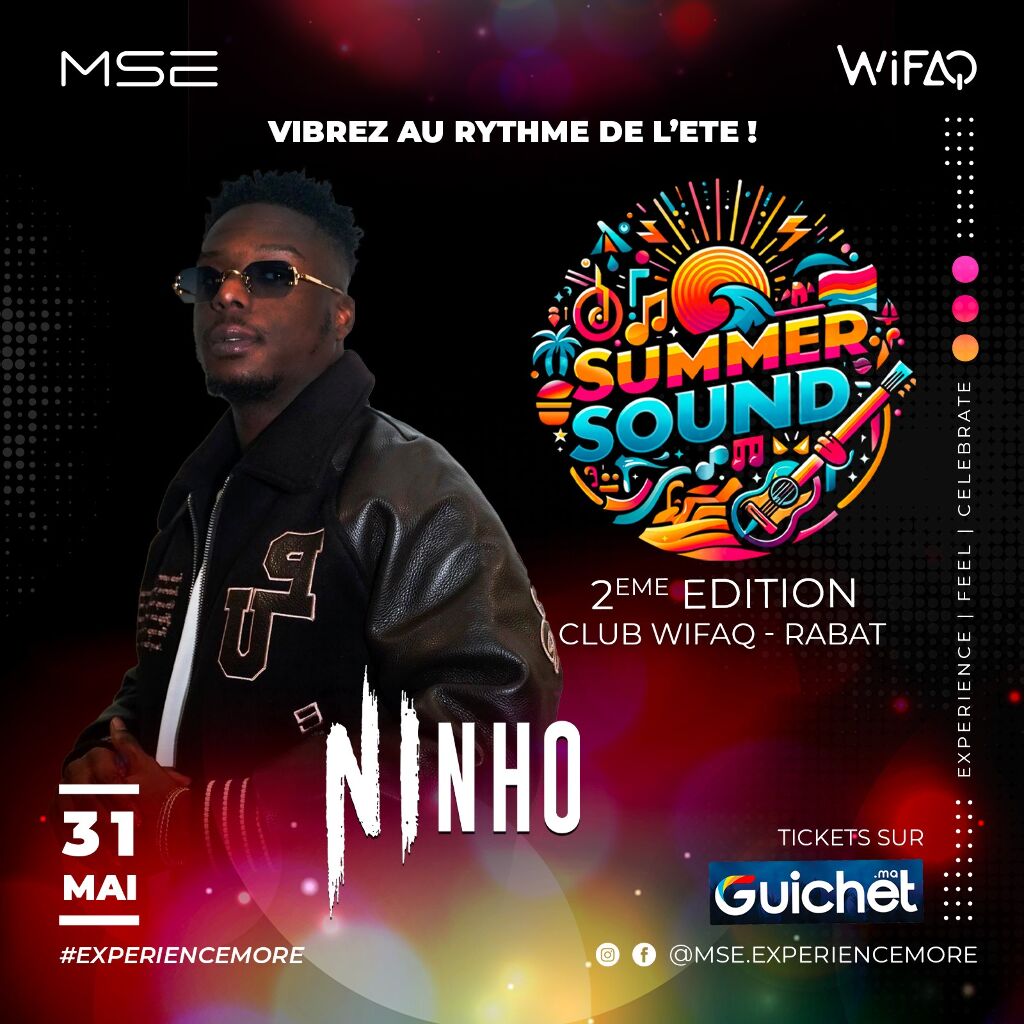 MSE
WiFAQ
VIBREZ AU RYTHME DE L'ETE !
SUMMER
SOUND
2EME EDITION
CLUB WIFAQ - RABAT
EXPERIENCE | FEEL | CELEBRATE
UP
NINHO
31
MAI
TICKETS SUR
Guichet.ma
#EXPERIENCEMORE
@MSE.EXPERIENCEMORE